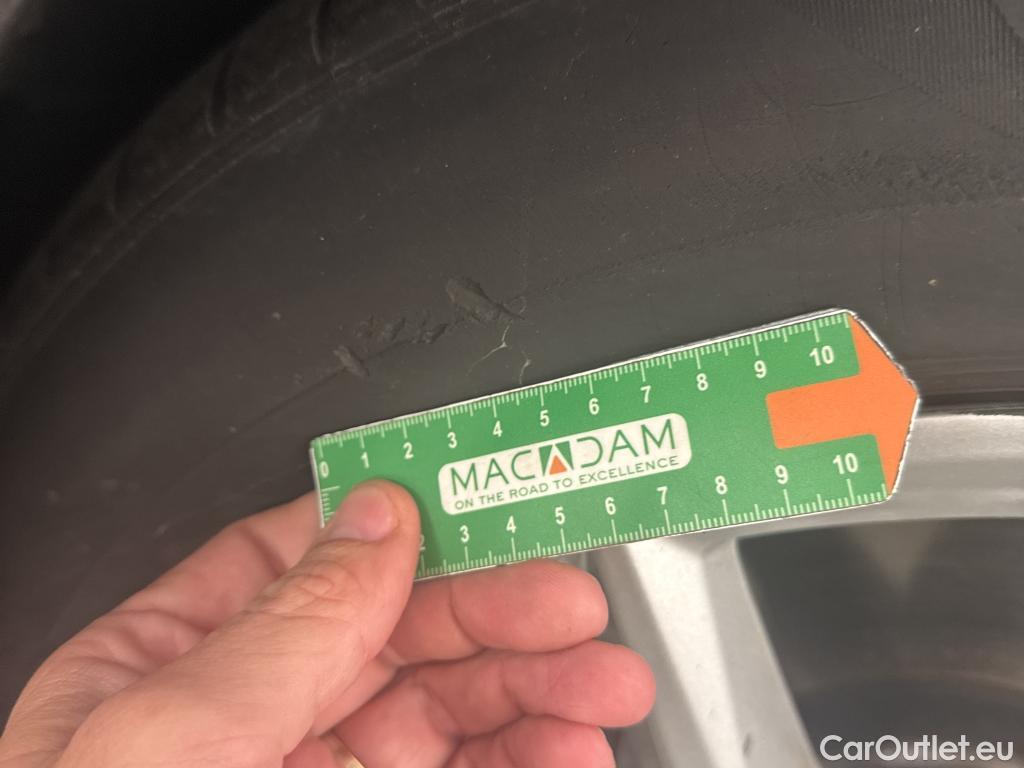 0 1 2 3 4 5 6 7 8 9 10
MACADAM
ON THE ROAD TO EXCELLENCE
2 3 4 5 6 7 8 9 10
CarOutlet.eu